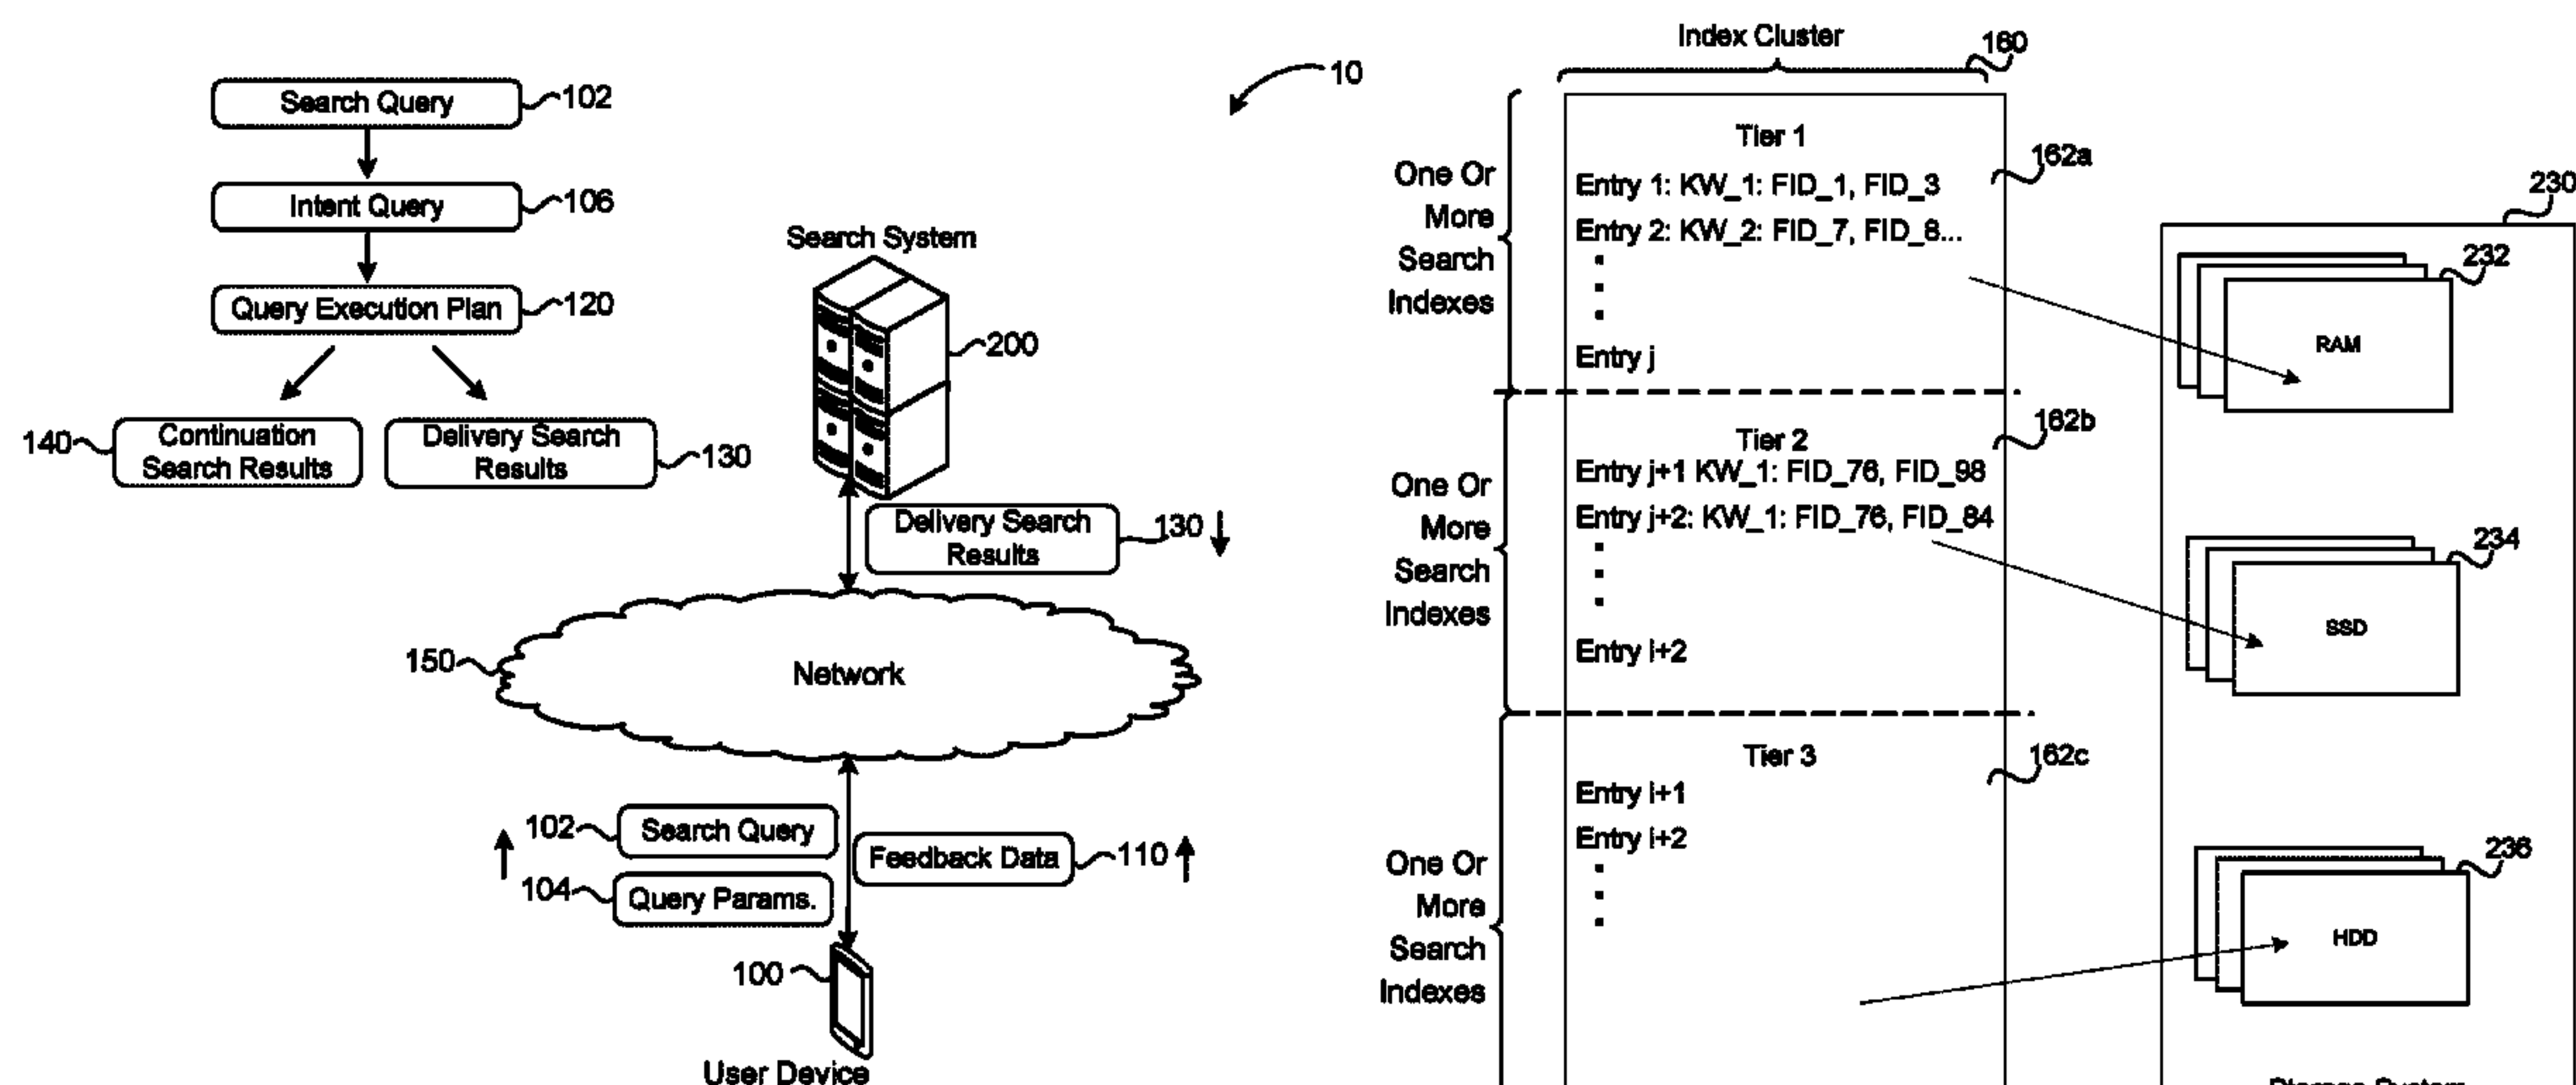 Search Query
102
Intent Query
106
Query Execution Plan
120
140
Continuation
Search Results
Delivery Search
Results
130
10
Search System
200
Delivery Search
Results
130
150
Network
102
Search Query
104
Query Params.
Feedback Data
110
100
User Device
Index Cluster
160
One Or
More
Search
Indexes
Tier 1
162a
Entry 1: KW_1: FID_1, FID_3
Entry 2: KW_2: FID_7, FID_8...
Entry j
One Or
More
Search
Indexes
Tier 2
162b
Entry j+1 KW_1: FID_76, FID_98
Entry j+2: KW_1: FID_76, FID_84
Entry i+2
One Or
More
Search
Indexes
Tier 3
162c
Entry i+1
Entry i+2
230
232
RAM
234
SSD
236
HDD
Storage System